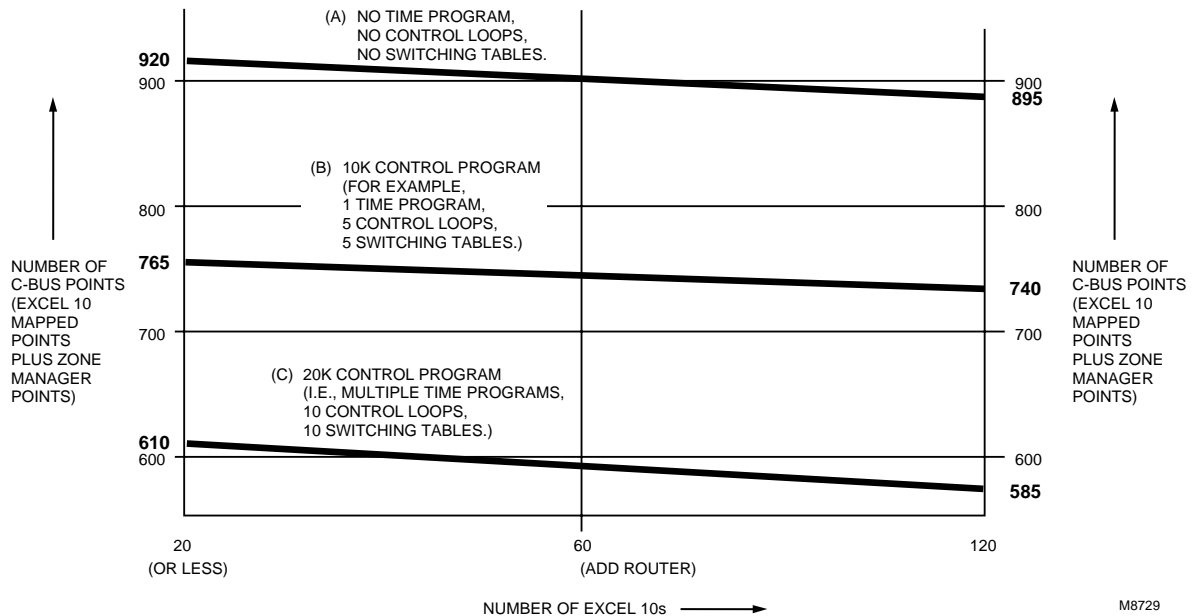 (A) NO TIME PROGRAM,
NO CONTROL LOOPS,
NO SWITCHING TABLES.
920
900
900
895
(B) 10K CONTROL PROGRAM
(FOR EXAMPLE,
1 TIME PROGRAM,
5 CONTROL LOOPS,
5 SWITCHING TABLES.)
800
800
NUMBER OF
C-BUS POINTS
(EXCEL 10
MAPPED
POINTS
PLUS ZONE
MANAGER
POINTS)
765
740
NUMBER OF
C-BUS POINTS
(EXCEL 10
MAPPED
POINTS
PLUS ZONE
MANAGER
POINTS)
700
700
(C) 20K CONTROL PROGRAM
(I.E., MULTIPLE TIME PROGRAMS,
10 CONTROL LOOPS,
10 SWITCHING TABLES.)
610
600
600
585
20
(OR LESS)
60
(ADD ROUTER)
120
NUMBER OF EXCEL 10s
M8729